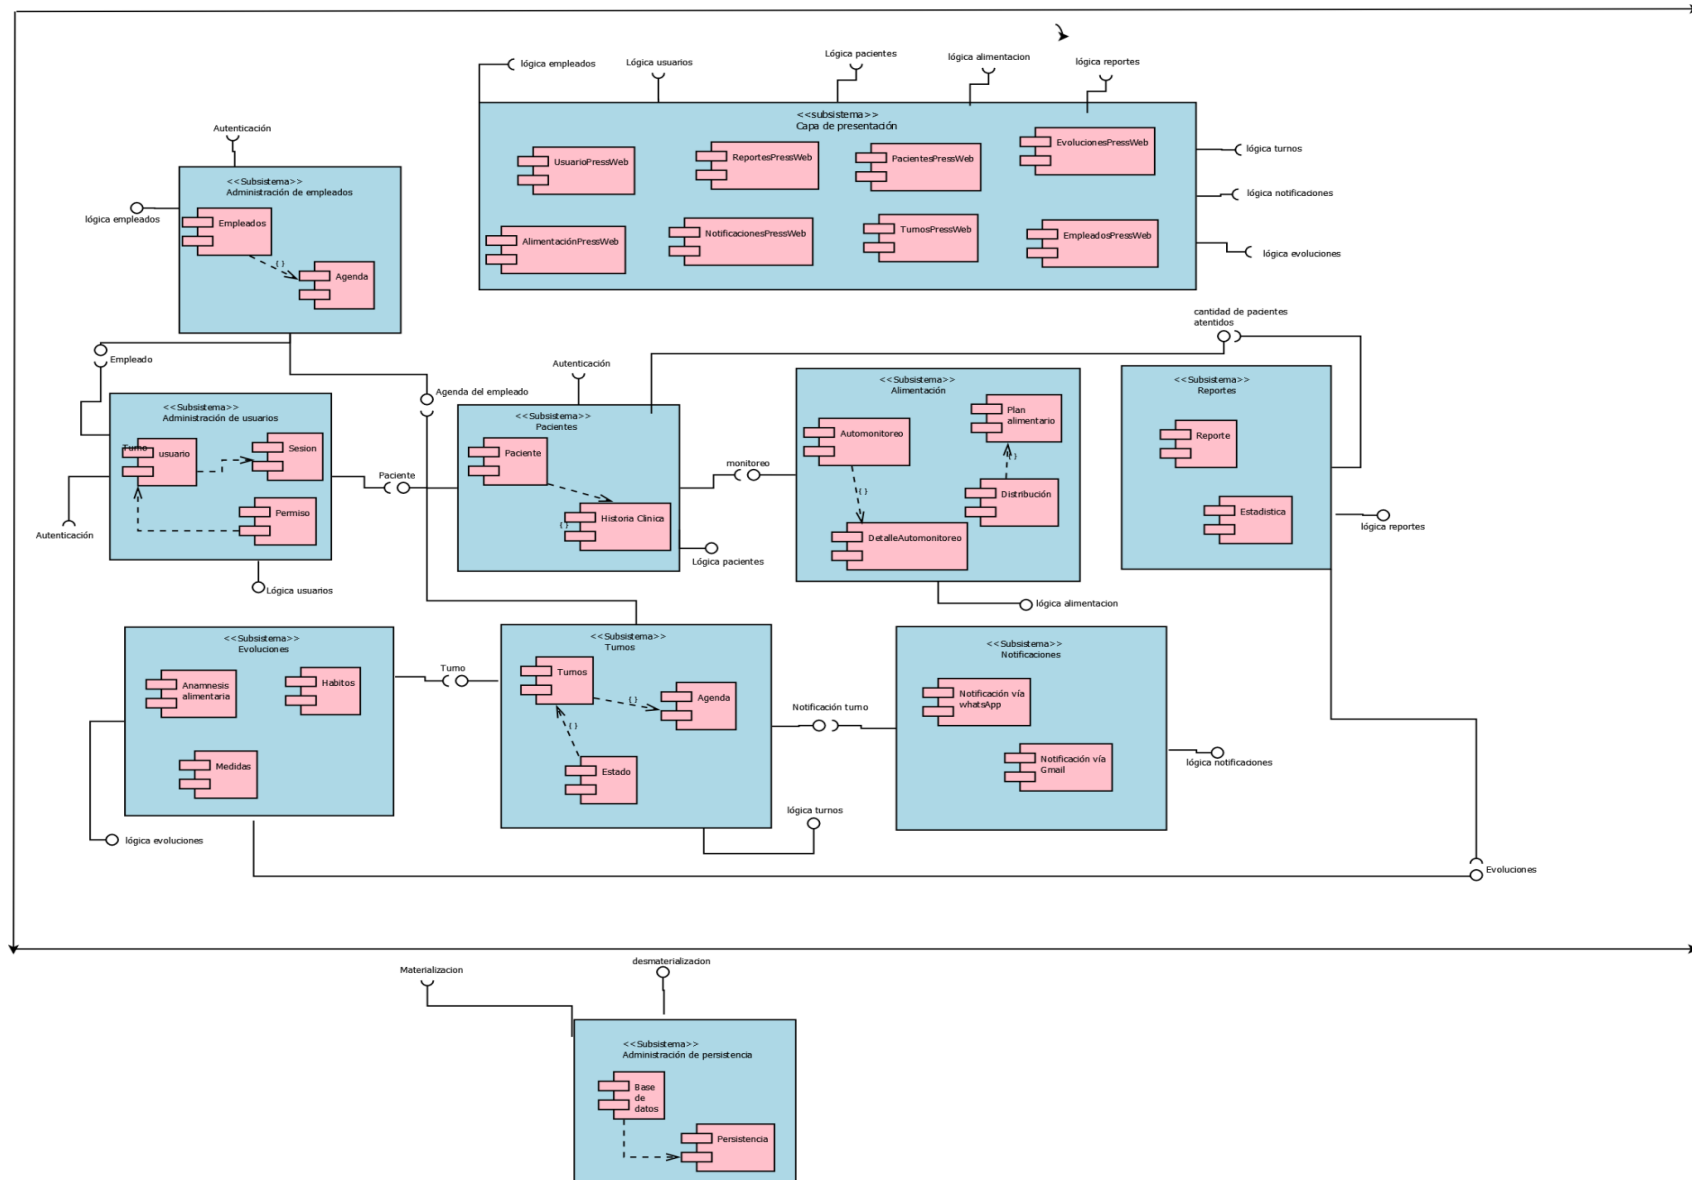 lógica empleados
Lógica usuarios
Lógica pacientes
lógica alimentacion
lógica reportes
<<subsistema>>
Capa de presentación
UsuarioPressWeb
ReportesPressWeb
PacientesPressWeb
EvolucionesPressWeb
AlimentaciónPressWeb
NotificacionesPressWeb
TurnosPressWeb
EmpleadosPressWeb
lógica turnos
lógica notificaciones
lógica evoluciones
Autenticación
<<Subsistema>>
Administración de empleados
lógica empleados
Empleados
{ }
Agenda
Empleado
Agenda del empleado
cantidad de pacientes
atentidos
<<Subsistema>>
Administración de usuarios
Turno
usuario
Sesion
Permiso
Autenticación
Lógica usuarios
Paciente
Autenticación
<<Subsistema>>
Pacientes
Paciente
Historia Clinica
{ }
Lógica pacientes
monitoreo
<<Subsistema>>
Alimentación
Automonitoreo
{ }
DetalleAutomonitoreo
Plan
alimentario
{ }
Distribución
lógica alimentacion
<<Subsistema>>
Reportes
Reporte
Estadistica
lógica reportes
<<Subsistema>>
Evoluciones
Anamnesis
alimentaria
Habitos
Medidas
lógica evoluciones
Turno
<<Subsistema>>
Turnos
Turnos
{ }
Agenda
{ }
Estado
lógica turnos
Notificación turno
<<Subsistema>>
Notificaciones
Notificación vía
whatsApp
Notificación vía
Gmail
lógica notificaciones
Evoluciones
Materializacion
desmaterializacion
<<Subsistema>>
Administración de persistencia
Base
de
datos
Persistencia